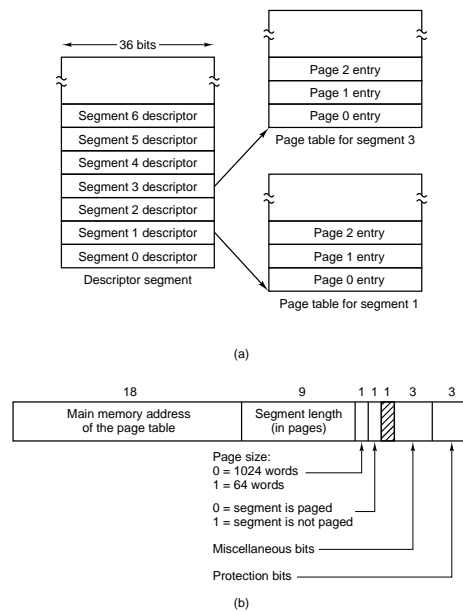 36 bits
Segment 6 descriptor
Segment 5 descriptor
Segment 4 descriptor
Segment 3 descriptor
Segment 2 descriptor
Segment 1 descriptor
Segment 0 descriptor
Descriptor segment
Page 2 entry
Page 1 entry
Page 0 entry
Page table for segment 3
Page 2 entry
Page 1 entry
Page 0 entry
Page table for segment 1
(a)
18 9 1 1 1 3 3
Main memory address
of the page table
Segment length
(in pages)
Page size:
0 = 1024 words
1 = 64 words
0 = segment is paged
1 = segment is not paged
Miscellaneous bits
Protection bits
(b)